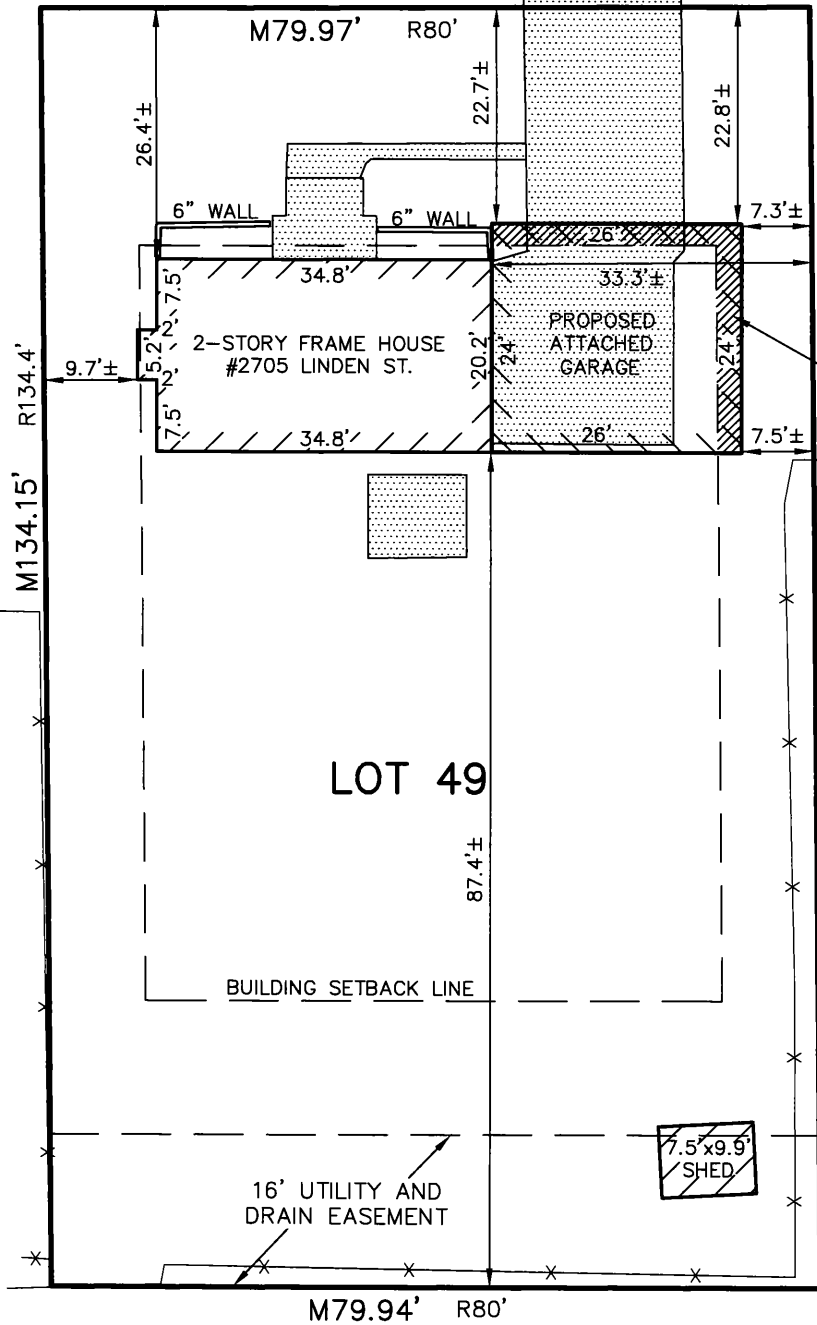 M79.97' R80'
26.4'±
22.7'±
22.8'±
6" WALL
6" WALL
26'
7.3'±
34.8'
33.3'±
7.5'
2'
5.2'
2'
7.5'
2-STORY FRAME HOUSE
#2705 LINDEN ST.
20.2'
24'
PROPOSED
ATTACHED
GARAGE
24'
9.7'±
R134.4'
M134.15'
34.8'
26'
7.5'±
LOT 49
87.4'±
BUILDING SETBACK LINE
7.5'x9.9'
SHED
16' UTILITY AND
DRAIN EASEMENT
M79.94' R80'